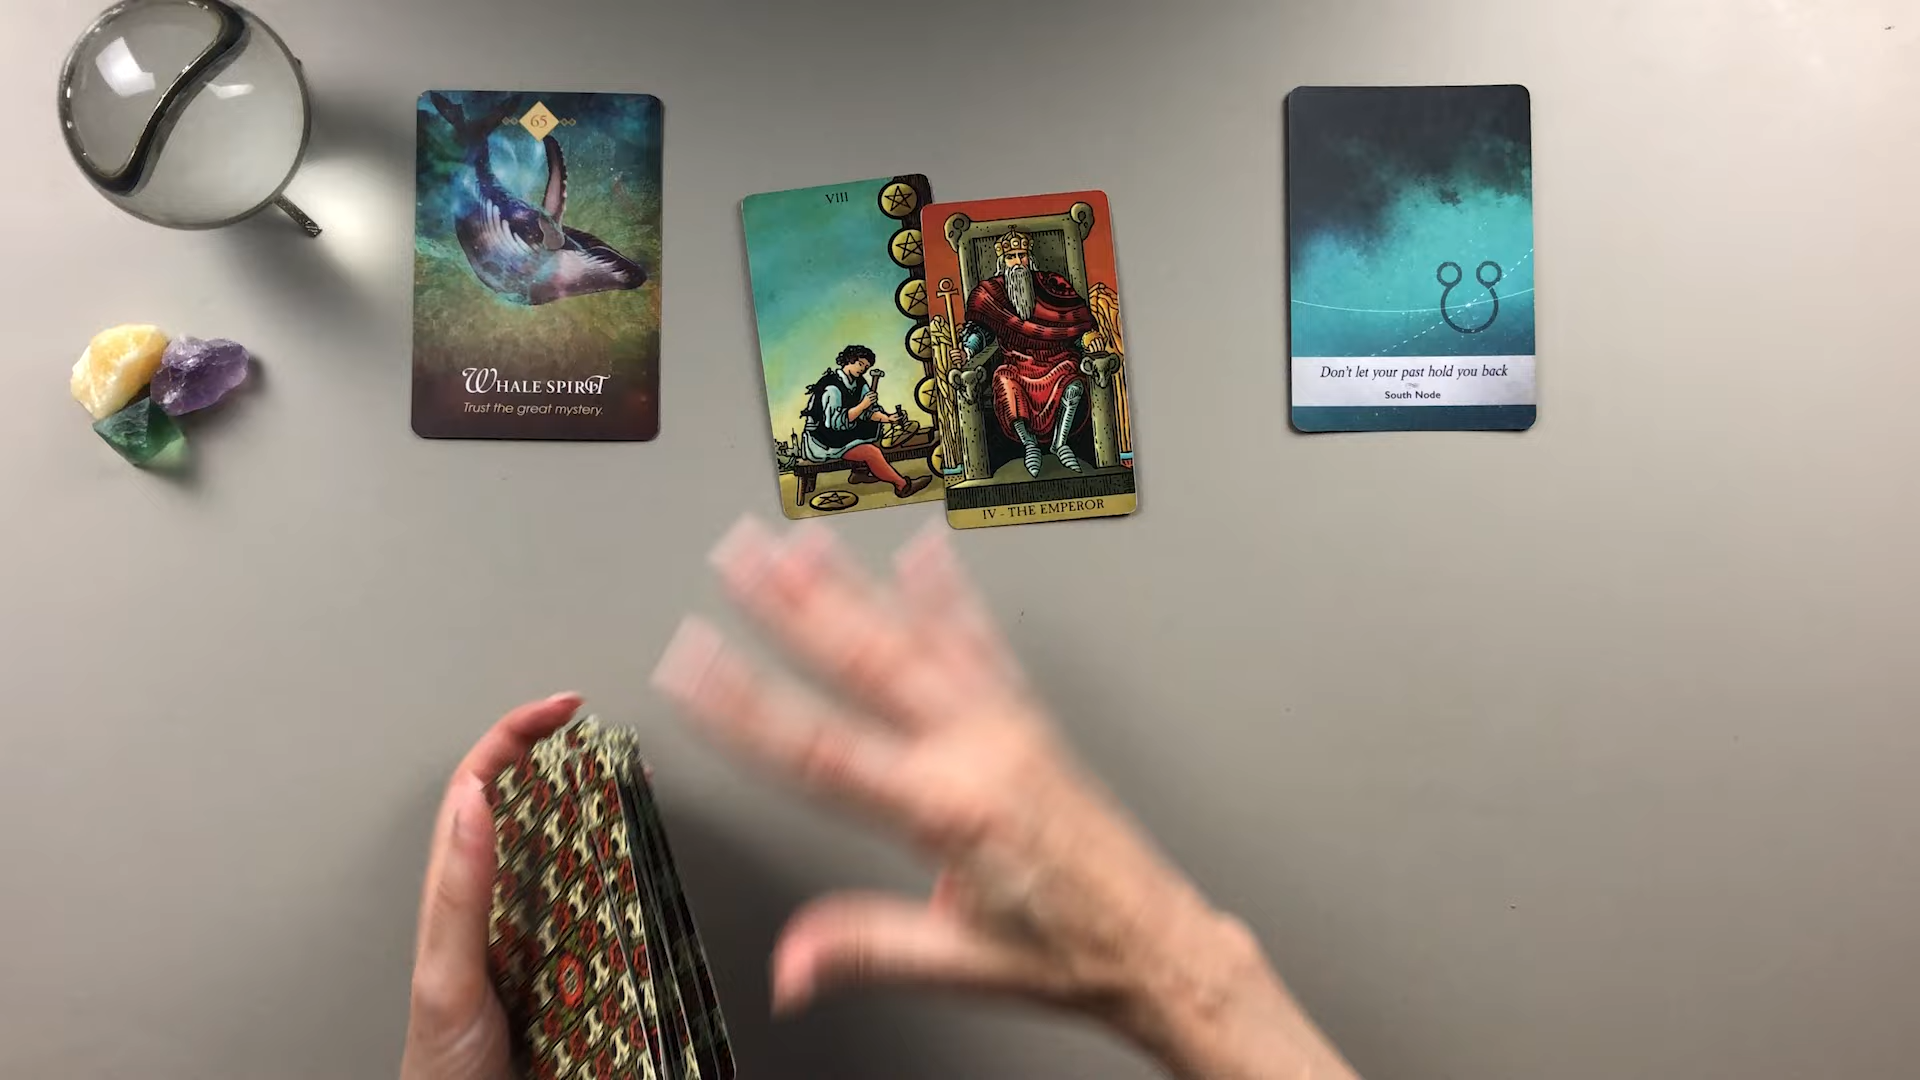 65
WHALE SPIRIT
Trust the great mystery.
VIII
IV - THE EMPEROR
Don't let your past hold you back
South Node